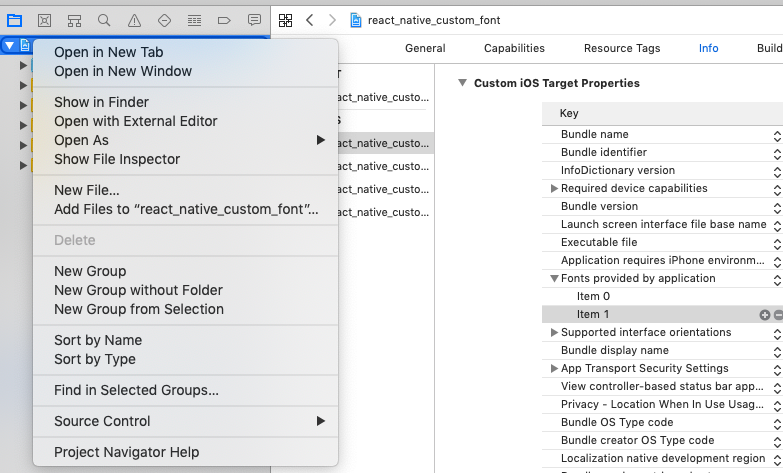 react_native_custom_font
General
Capabilities
Resource Tags
Info
Build
Open in New Tab
Open in New Window
Show in Finder
Open with External Editor
Open As
Show File Inspector
New File...
Add Files to “react_native_custom_font”...
Delete
New Group
New Group without Folder
New Group from Selection
Sort by Name
Sort by Type
Find in Selected Groups...
Source Control
Project Navigator Help
T
act_native_custo...
S
act_native_custo...
act_native_custo...
act_native_custo...
act_native_custo...
Custom iOS Target Properties
Key
Bundle name
Bundle identifier
InfoDictionary version
Required device capabilities
Bundle version
Launch screen interface file base name
Executable file
Application requires iPhone environm...
Fonts provided by application
Item 0
Item 1
Supported interface orientations
Bundle display name
App Transport Security Settings
View controller-based status bar app...
Privacy - Location When In Use Usag...
Bundle OS Type code
Bundle creator OS Type code
Localization native development region